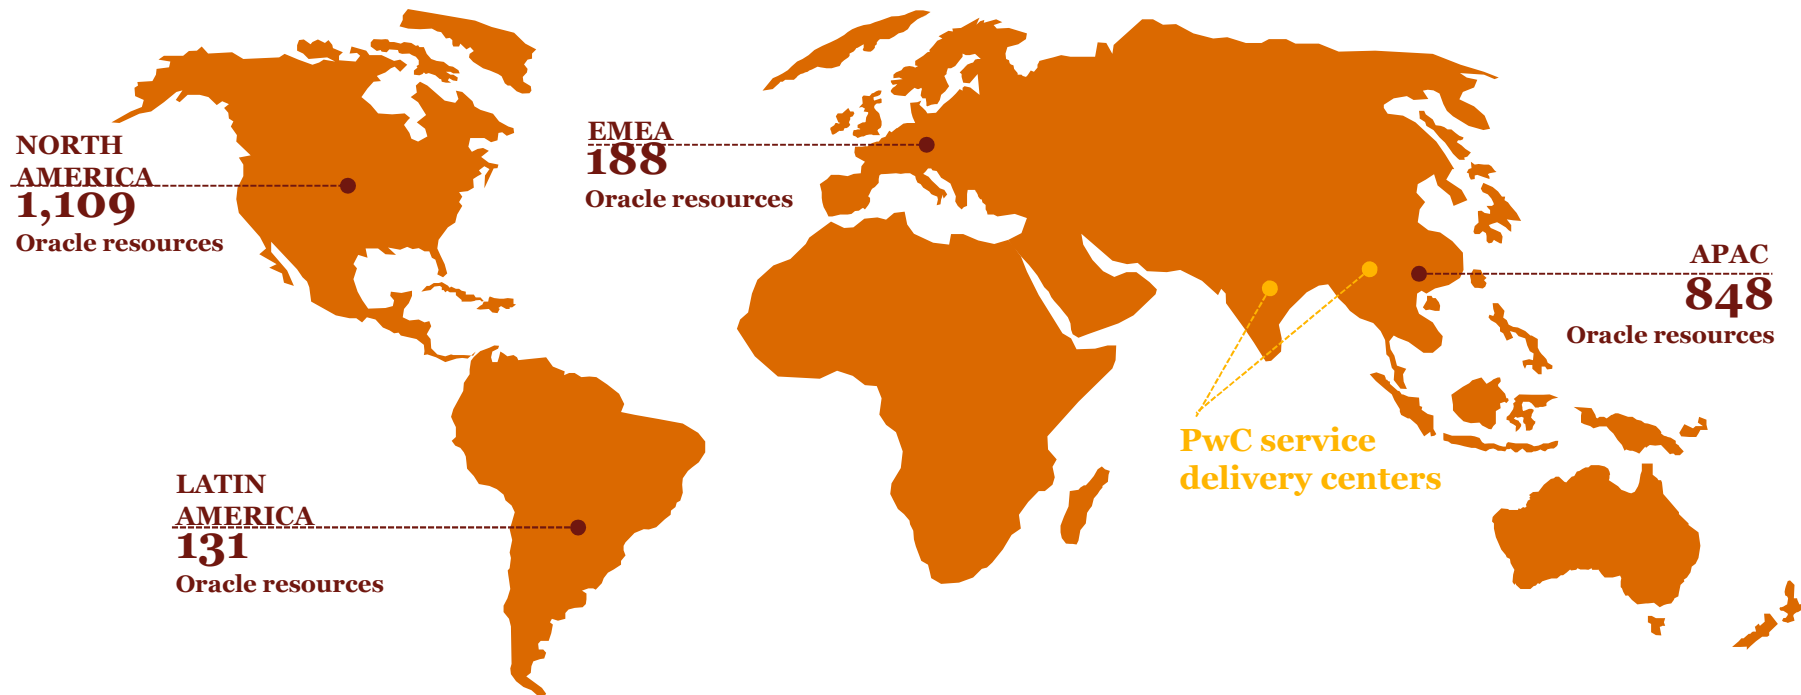 NORTH
AMERICA
1,109
Oracle resources
EMEA
188
Oracle resources
APAC
848
Oracle resources
PwC service
delivery centers
LATIN
AMERICA
131
Oracle resources